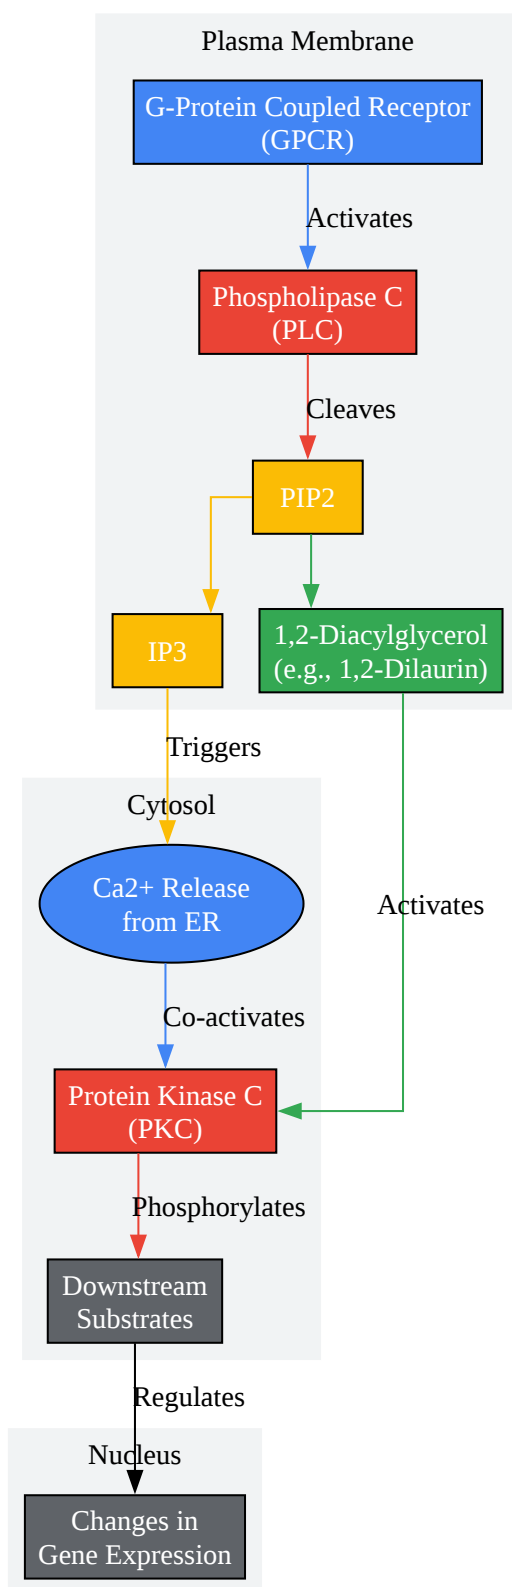 Plasma Membrane
G-Protein Coupled Receptor
(GPCR)
Activates
Phospholipase C
(PLC)
Cleaves
PIP2
IP3
1,2-Diacylglycerol
(e.g., 1,2-Dilaurin)
Triggers
Cytosol
Ca2+ Release
from ER
Activates
Co-activates
Protein Kinase C
(PKC)
Phosphorylates
Downstream
Substrates
Regulates
Nucleus
Changes in
Gene Expression